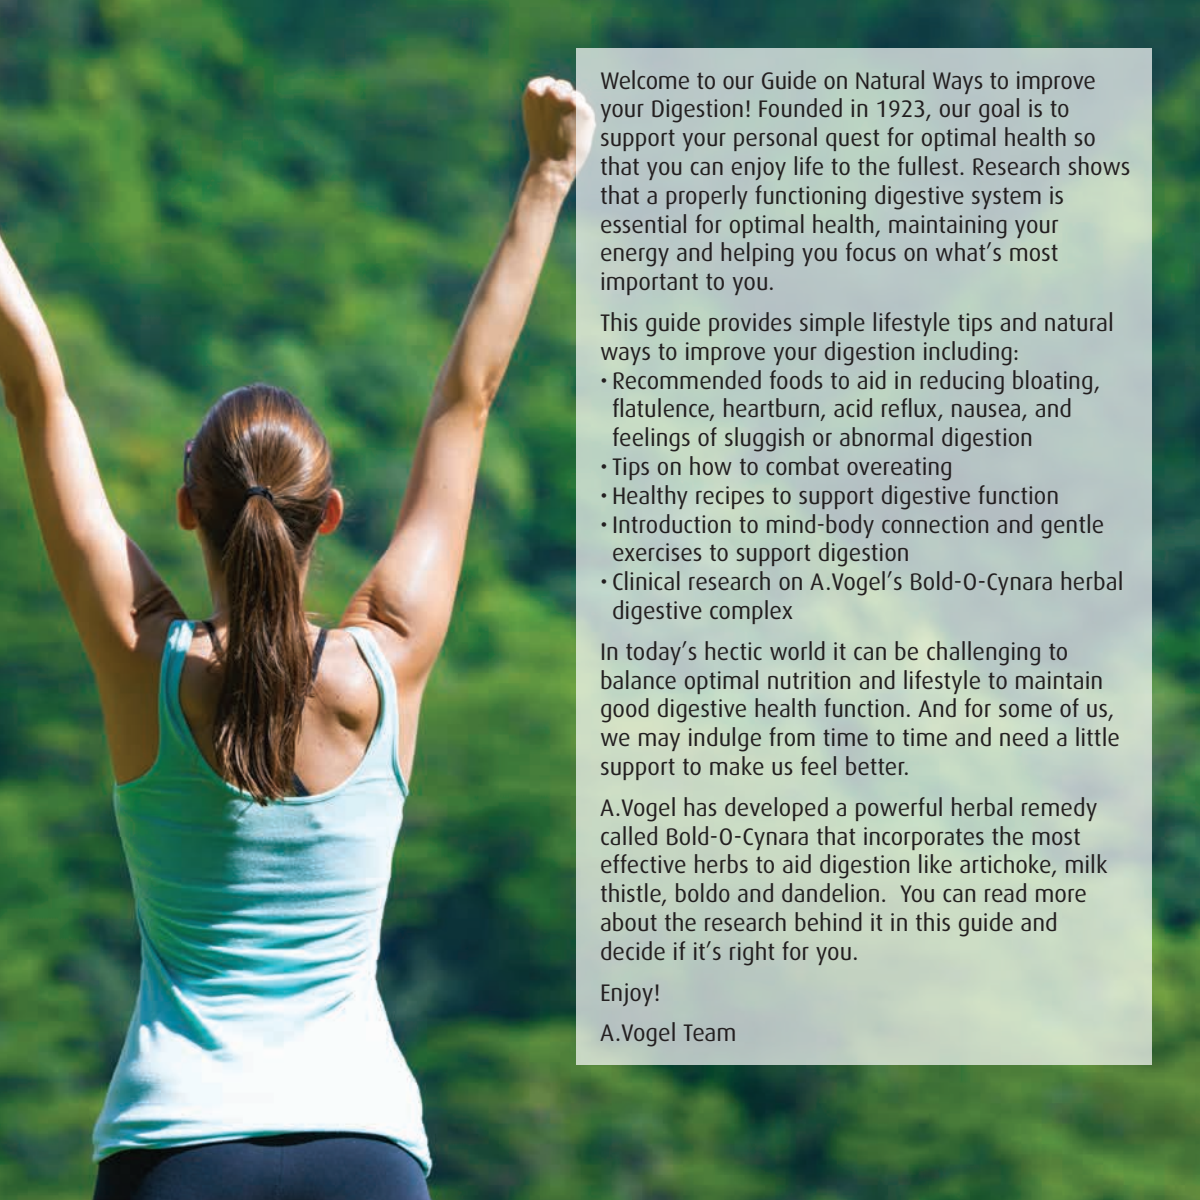 Welcome to our Guide on Natural Ways to improve
your Digestion! Founded in 1923, our goal is to
support your personal quest for optimal health so
that you can enjoy life to the fullest. Research shows
that a properly functioning digestive system is
essential for optimal health, maintaining your
energy and helping you focus on what's most
important to you.
This guide provides simple lifestyle tips and natural
ways to improve your digestion including:
• Recommended foods to aid in reducing bloating,
flatulence, heartburn, acid reflux, nausea, and
feelings of sluggish or abnormal digestion
• Tips on how to combat overeating
• Healthy recipes to support digestive function
• Introduction to mind-body connection and gentle
exercises to support digestion
• Clinical research on A.Vogel's Bold-O-Cynara herbal
digestive complex
In today's hectic world it can be challenging to
balance optimal nutrition and lifestyle to maintain
good digestive health function. And for some of us,
we may indulge from time to time and need a little
support to make us feel better.
A.Vogel has developed a powerful herbal remedy
called Bold-O-Cynara that incorporates the most
effective herbs to aid digestion like artichoke, milk
thistle, boldo and dandelion.  You can read more
about the research behind it in this guide and
decide if it's right for you.
Enjoy!
A.Vogel Team